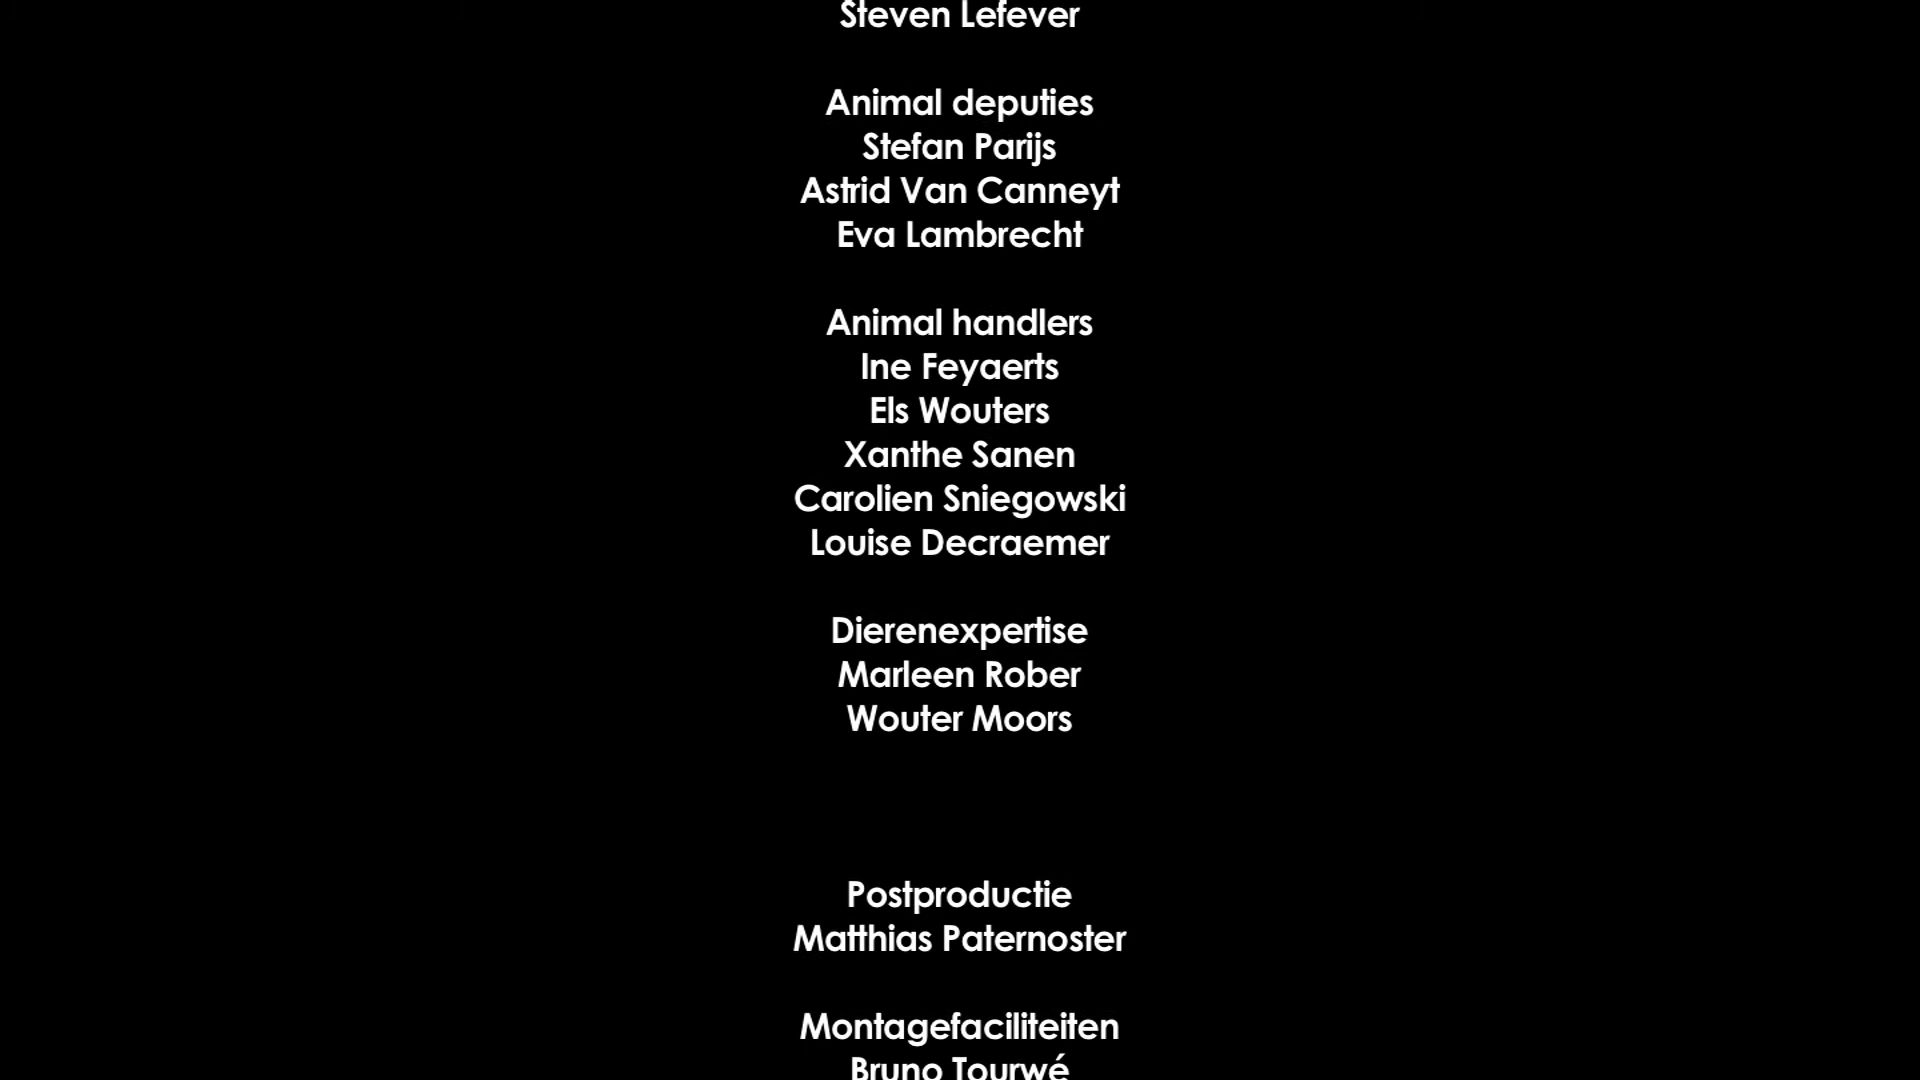 Steven Lefever
Animal deputies
Stefan Parijs
Astrid Van Canneyt
Eva Lambrecht
Animal handlers
Ine Feyaerts
Els Wouters
Xanthe Sanen
Carolien Sniegowski
Louise Decraemer
Dierenexpertise
Marleen Rober
Wouter Moors
Postproductie
Matthias Paternoster
Montagefaciliteiten
Bruno Tourwé